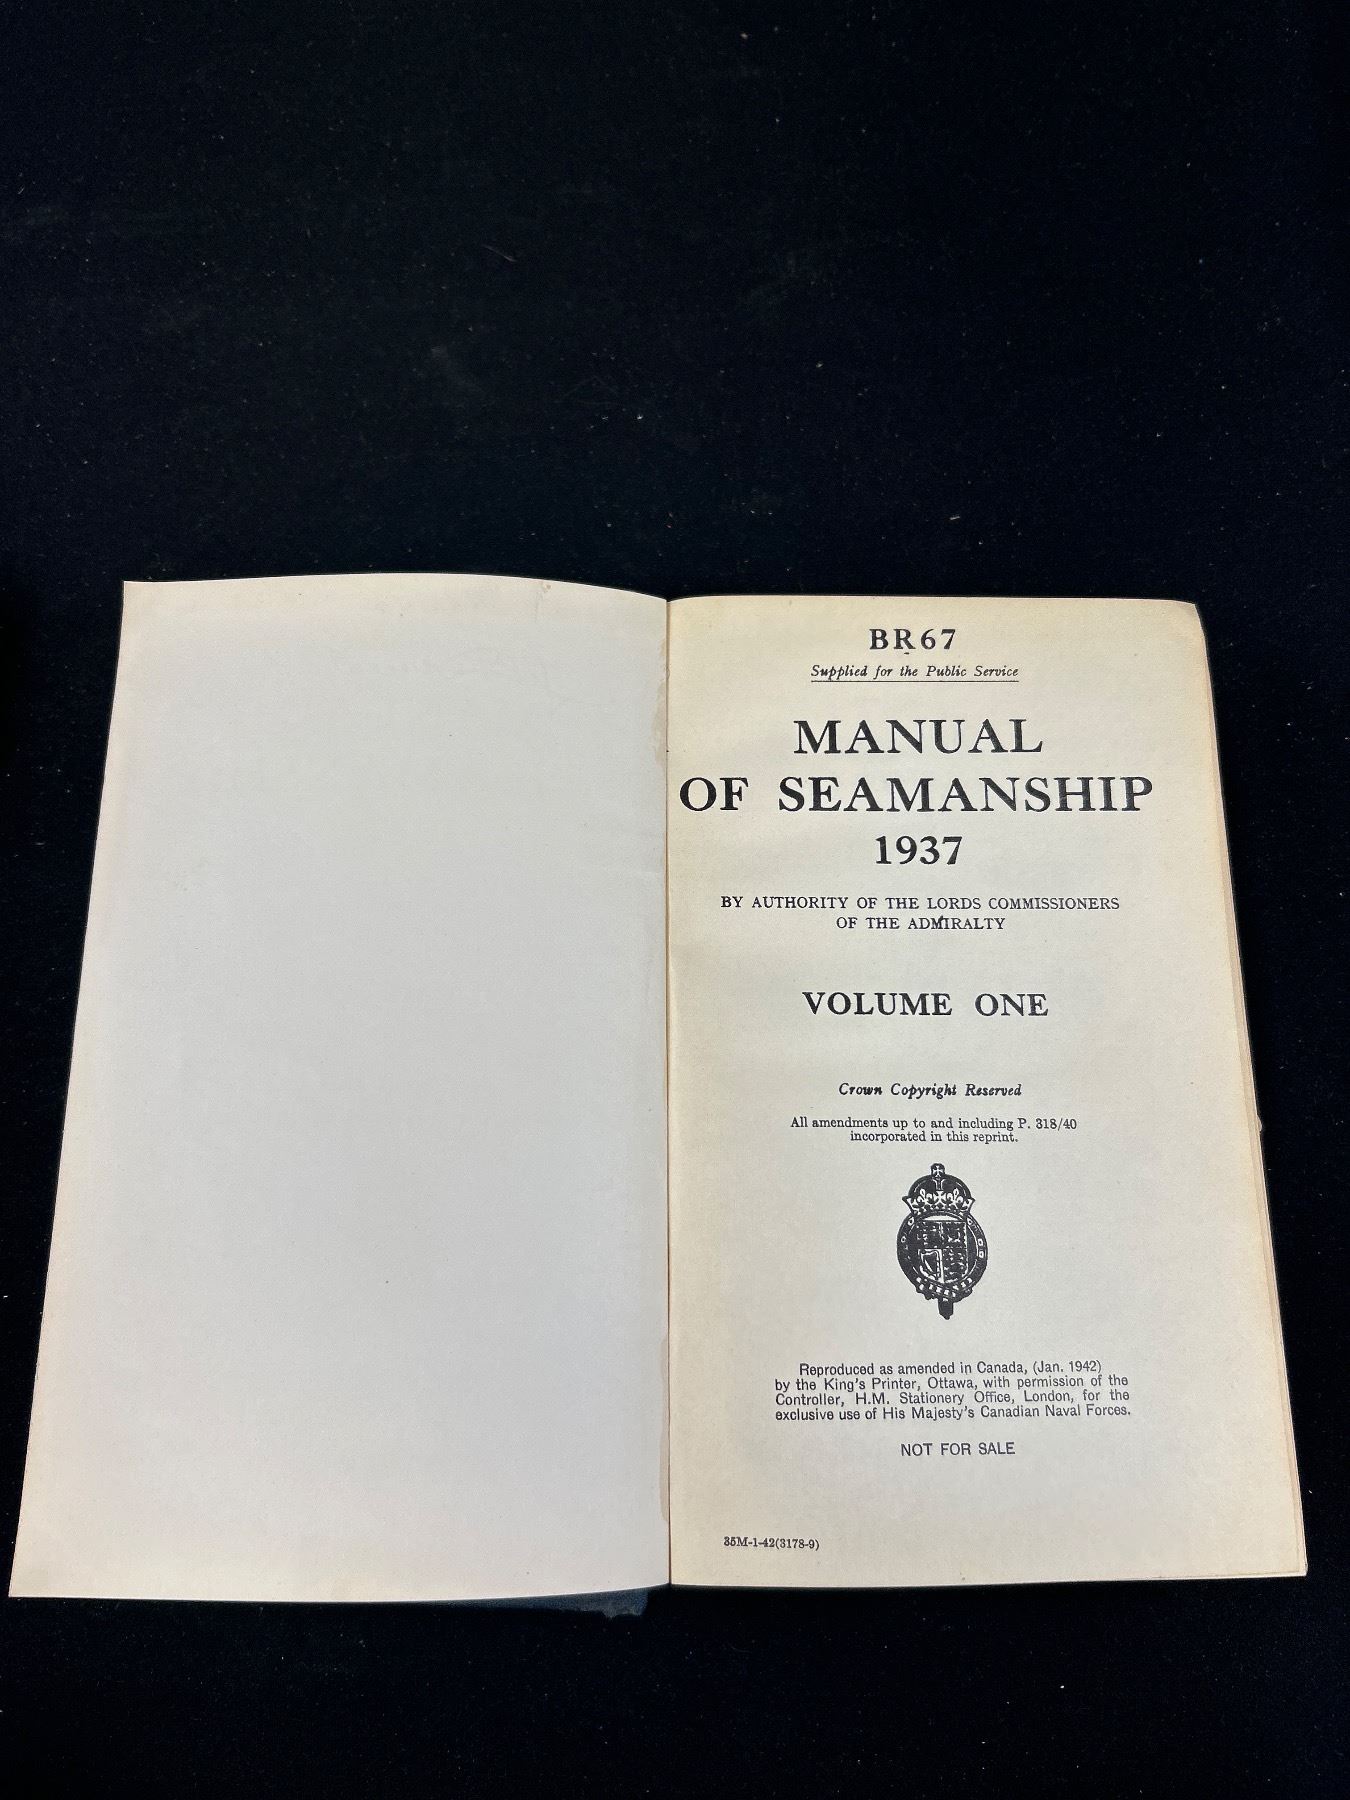 BR67
Supplied for the Public Service
MANUAL
OF SEAMANSHIP
1937
BY AUTHORITY OF THE LORDS COMMISSIONERS
OF THE ADMIRALTY
VOLUME ONE
Crown Copyright Reserved
All amendments up to and including P. 318/40
incorporated in this reprint.
Reproduced as amended in Canada, (Jan. 1942)
by the King's Printer, Ottawa, with permission of the
Controller, H.M. Stationery Office, London, for the
exclusive use of His Majesty's Canadian Naval Forces.
NOT FOR SALE
35M-1-42(3178-9)